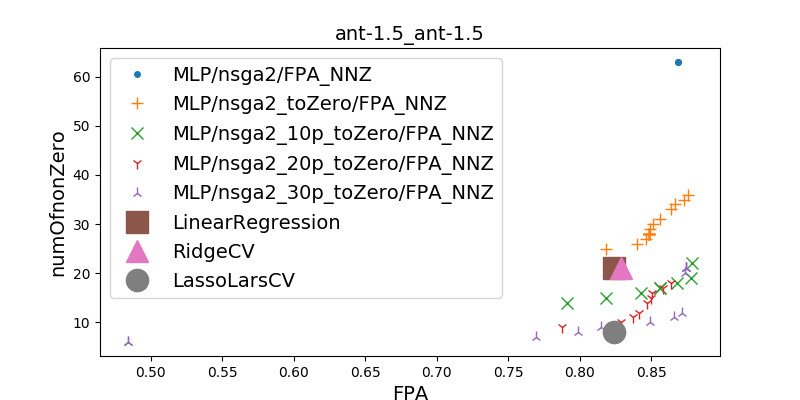 ant-1.5_ant-1.5
numOfnonZero
60
50
40
30
20
10
MLP/nsga2/FPA_NNZ
MLP/nsga2_toZero/FPA_NNZ
MLP/nsga2_10p_toZero/FPA_NNZ
MLP/nsga2_20p_toZero/FPA_NNZ
MLP/nsga2_30p_toZero/FPA_NNZ
LinearRegression
RidgeCV
LassoLarsCV
0.50 0.55 0.60 0.65 0.70 0.75 0.80 0.85
FPA